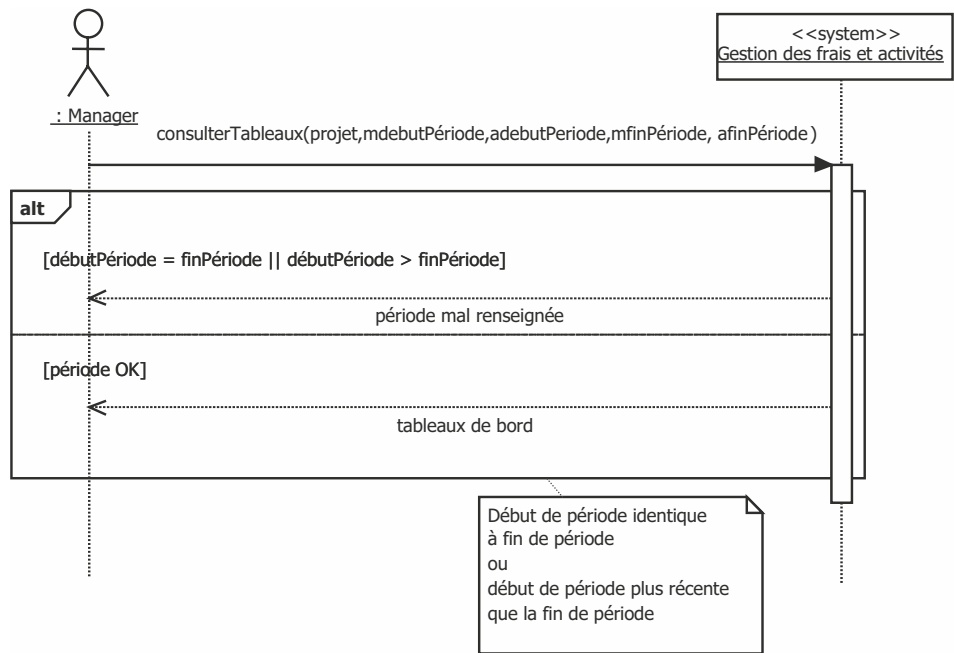 <<system>>
Gestion des frais et activités
: Manager
consulterTableaux(projet,mdebutPériode,adebutPeriode,mfinPériode, afinPériode)
alt
[débutPériode = finPériode || débutPériode > finPériode]
période mal renseignée
[période OK]
tableaux de bord
Début de période identique
à fin de période
ou
début de période plus récente
que la fin de période